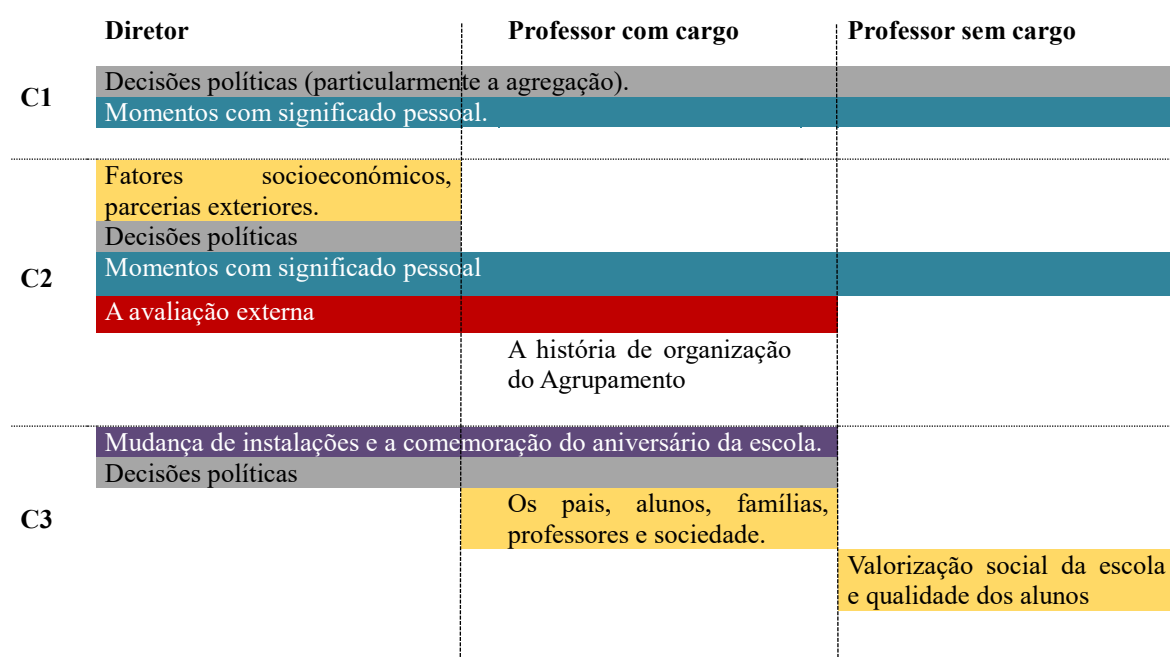 Diretor Professor com cargo Professor sem cargo
C1
Decisões políticas (particularmente a agregação).
Momentos com significado pessoal.
C2
Fatores socioeconómicos,
parcerias exteriores.
Decisões políticas
Momentos com significado pessoal
A avaliação externa
A história de organização
do Agrupamento
C3
Mudança de instalações e a comemoração do aniversário da escola.
Decisões políticas
Os pais, alunos, famílias,
professores e sociedade.
Valorização social da escola
e qualidade dos alunos